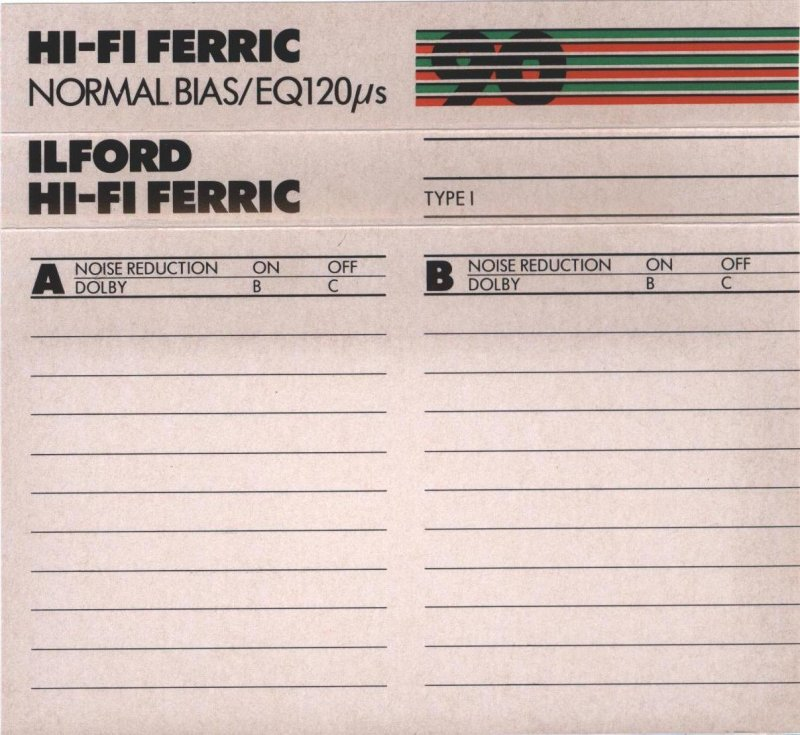 HI-FI FERRIC
NORMAL BIAS/EQ120µs
90
ILFORD
HI-FI FERRIC
TYPE I
A NOISE REDUCTION ON OFF
DOLBY B C
B NOISE REDUCTION ON OFF
DOLBY B C